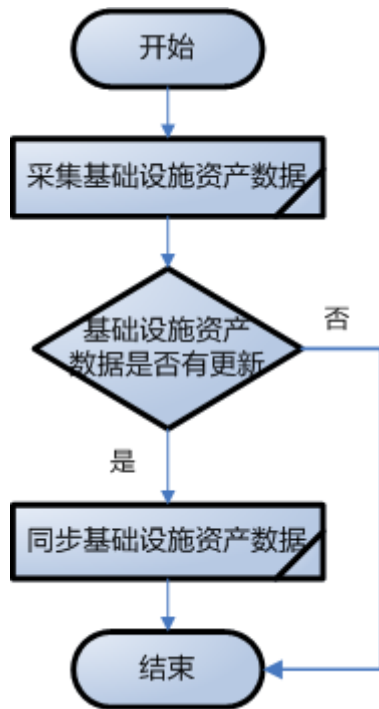 开始
采集基础设施资产数据
基础设施资产
数据是否有更新
否
是
同步基础设施资产数据
结束